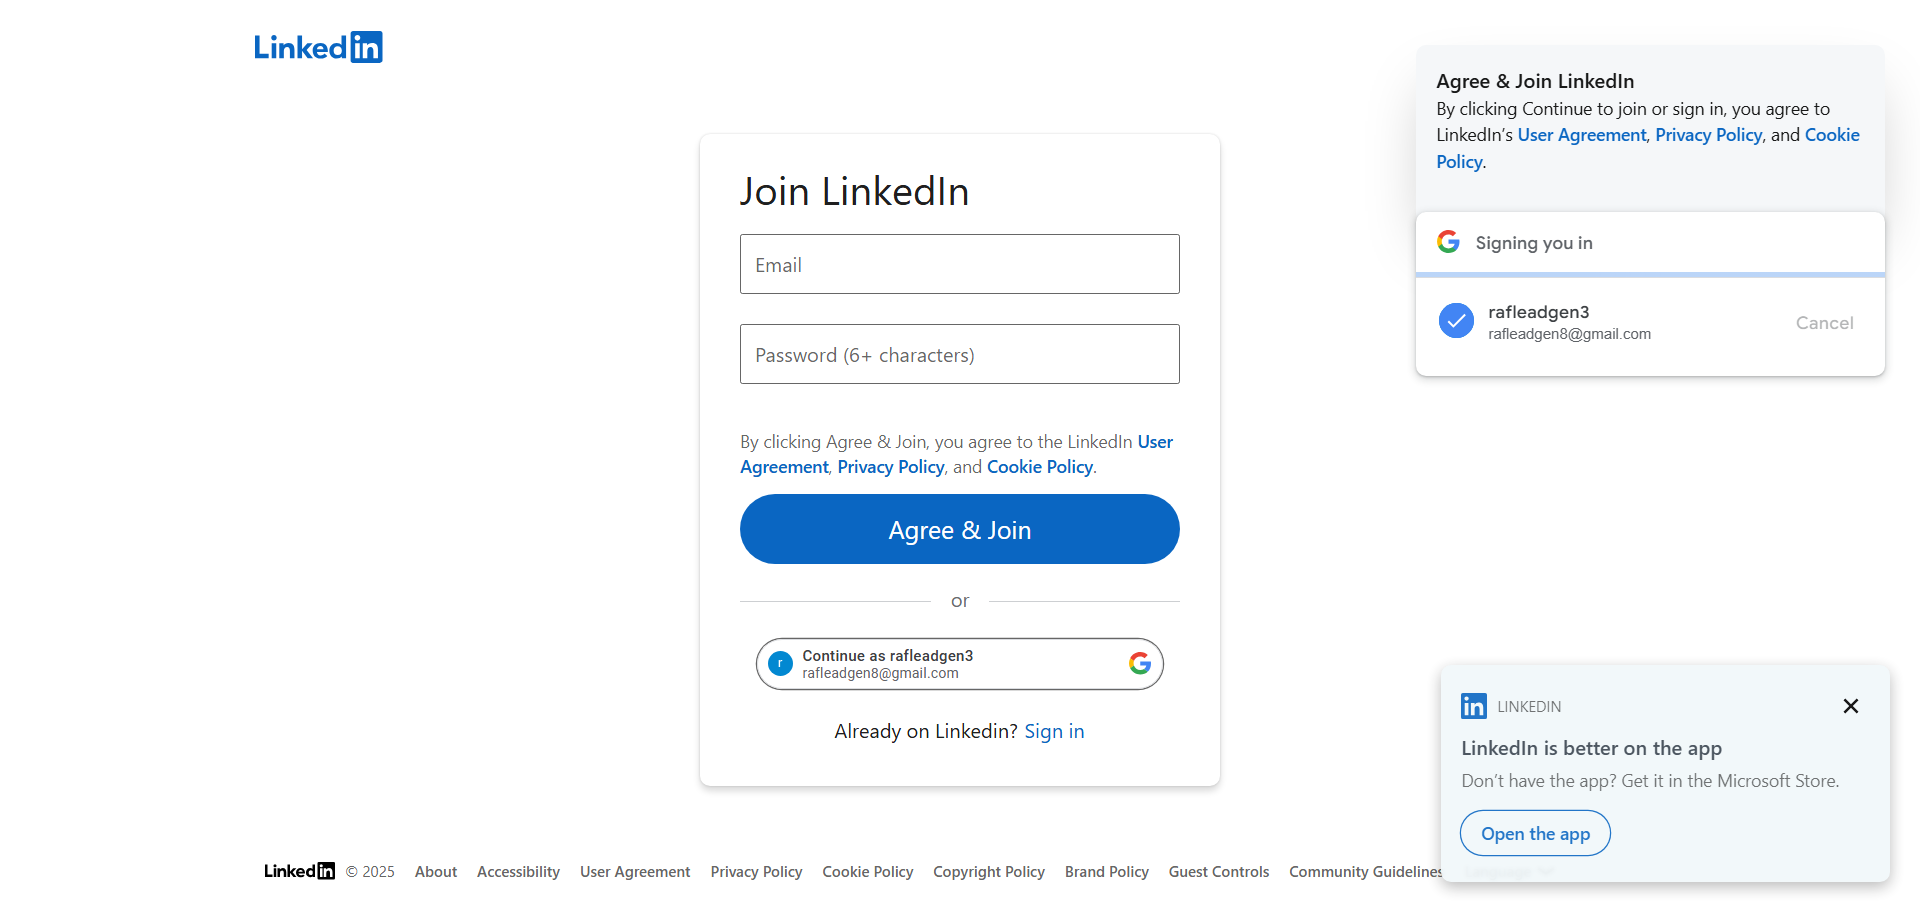 LinkedIn
Agree & Join LinkedIn
By clicking Continue to join or sign in, you agree to
LinkedIn’s User Agreement, Privacy Policy, and Cookie
Policy.
Signing you in
rafleadgen3
rafleadgen8@gmail.com
Cancel
Join LinkedIn
Email
Password (6+ characters)
By clicking Agree & Join, you agree to the LinkedIn User
Agreement, Privacy Policy, and Cookie Policy.
Agree & Join
or
r
Continue as rafleadgen3
rafleadgen8@gmail.com
Already on Linkedin? Sign in
in LINKEDIN
LinkedIn is better on the app
Don’t have the app? Get it in the Microsoft Store.
Open the app
LinkedIn © 2025 About Accessibility User Agreement Privacy Policy Cookie Policy Copyright Policy Brand Policy Guest Controls Community Guidelines Language